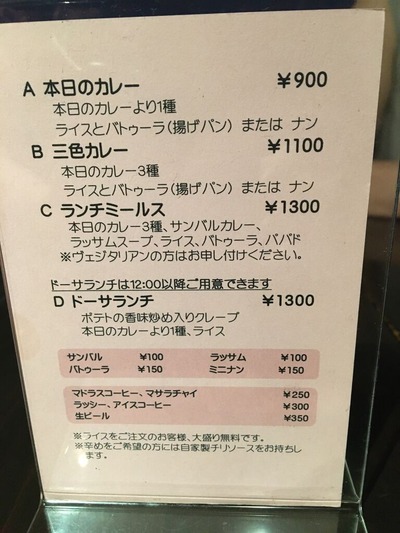 A 本日のカレー ¥900
本日のカレーより1種
ライスとバトゥーラ(揚げパン) または ナン
B 三色カレー ¥1100
本日のカレー3種
ライスとバトゥーラ(揚げパン) または ナン
C ランチミールス ¥1300
本日のカレー3種、サンバルカレー、
ラッサムスープ、ライス、バトゥーラ、パパド
※ヴェジタリアンの方はお申し付けください。
ドーサランチは12:00以降ご用意できます
D ドーサランチ ¥1300
ポテトの香味炒め入りクレープ
本日のカレーより1種、ライス
サンバル ¥100 ラッサム ¥100
バトゥーラ ¥150 ミニナン ¥150
マドラスコーヒー、マサラチャイ ¥250
ラッシー、アイスコーヒー ¥300
生ビール ¥350
※ライスをご注文のお客様、大盛り無料です。
※辛めをご希望の方には自家製チリソースをお持ちし
ます。